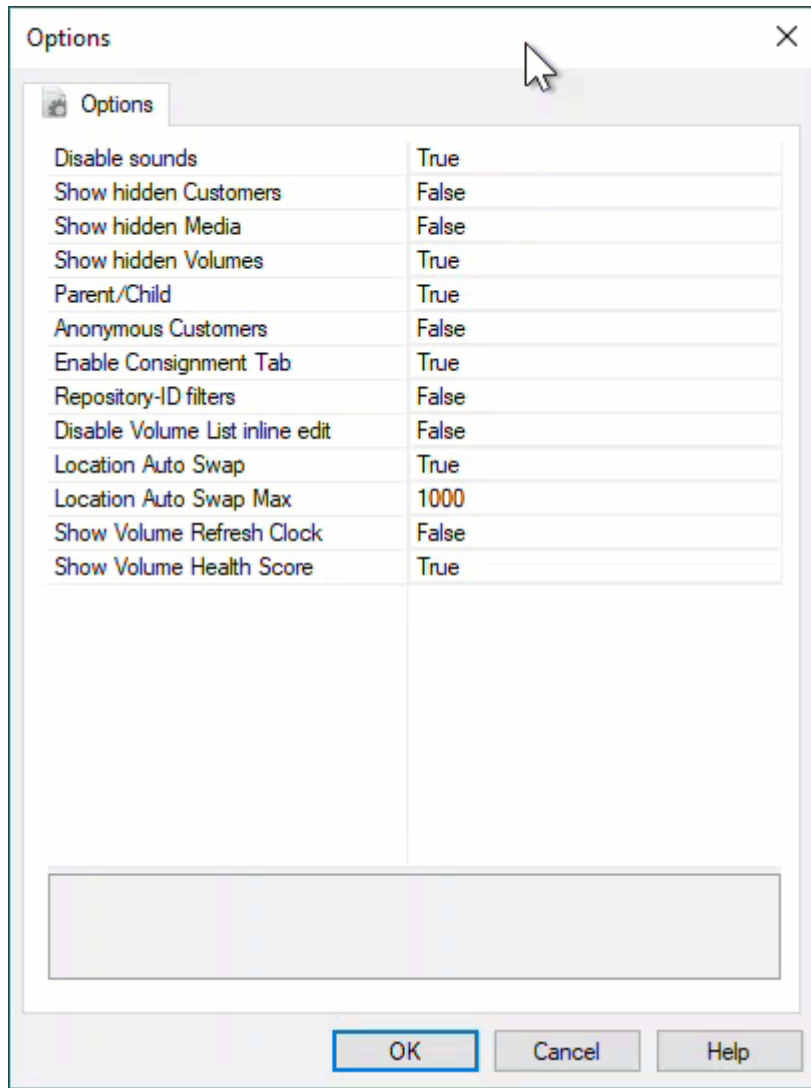 Options
Options
Disable sounds True
Show hidden Customers False
Show hidden Media False
Show hidden Volumes True
Parent/Child True
Anonymous Customers False
Enable Consignment Tab True
Repository-ID filters False
Disable Volume List inline edit False
Location Auto Swap True
Location Auto Swap Max 1000
Show Volume Refresh Clock False
Show Volume Health Score True
OK Cancel Help